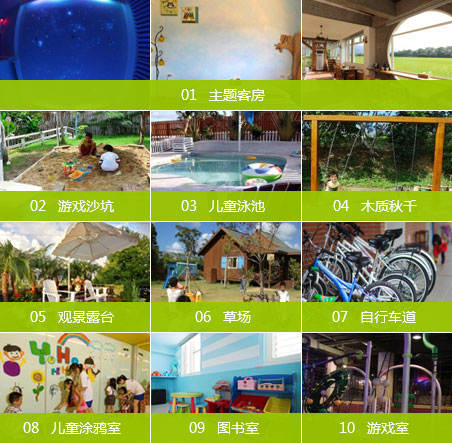 01 主题客房
02 游戏沙坑
03 儿童泳池
04 木质秋千
05 观景露台
06 草场
07 自行车道
YoHo
08 儿童涂鸦室
09 图书室
10 游戏室